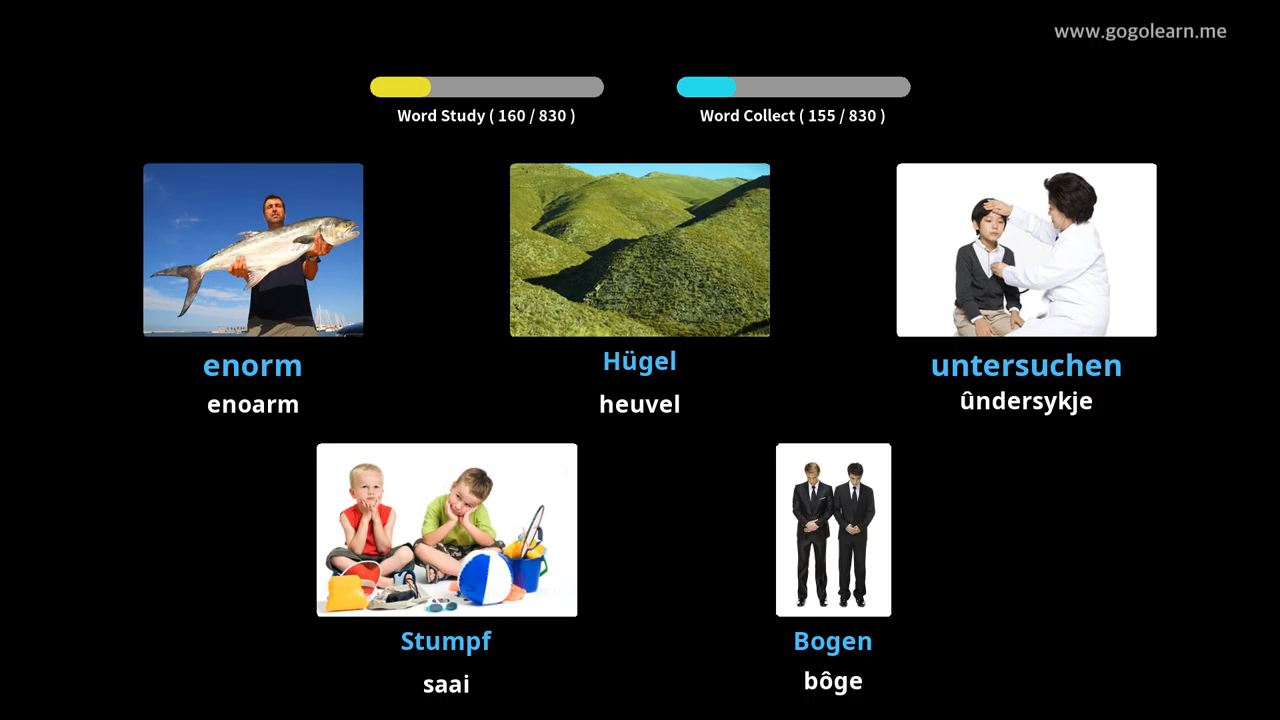 www.gogolearn.me
Word Study ( 160 / 830 )
Word Collect ( 155 / 830 )
enorm
enoarm
Hügel
heuvel
untersuchen
ûndersykje
Stumpf
saai
Bogen
bôge